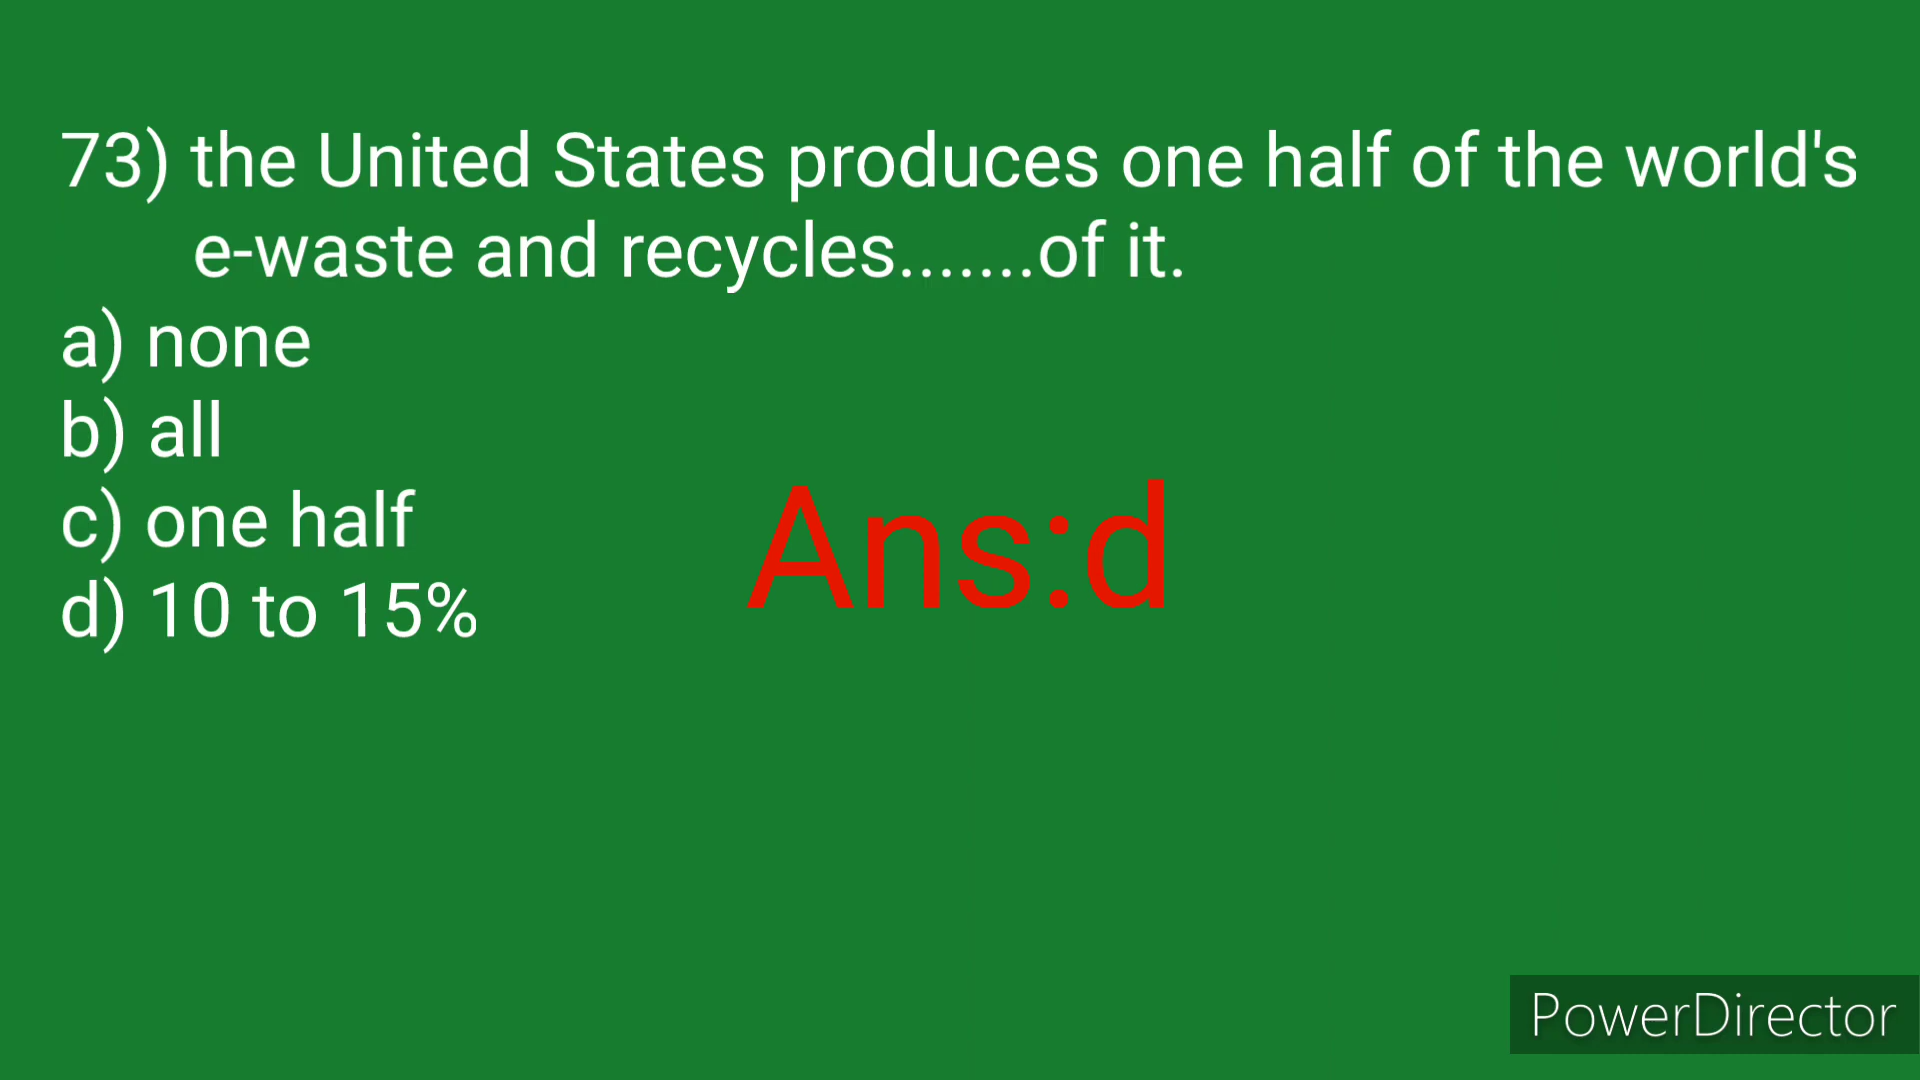 73) the United States produces one half of the world's
e-waste and recycles.......of it.
a) none
b) all
c) one half
d) 10 to 15%
Ans:d
PowerDirector